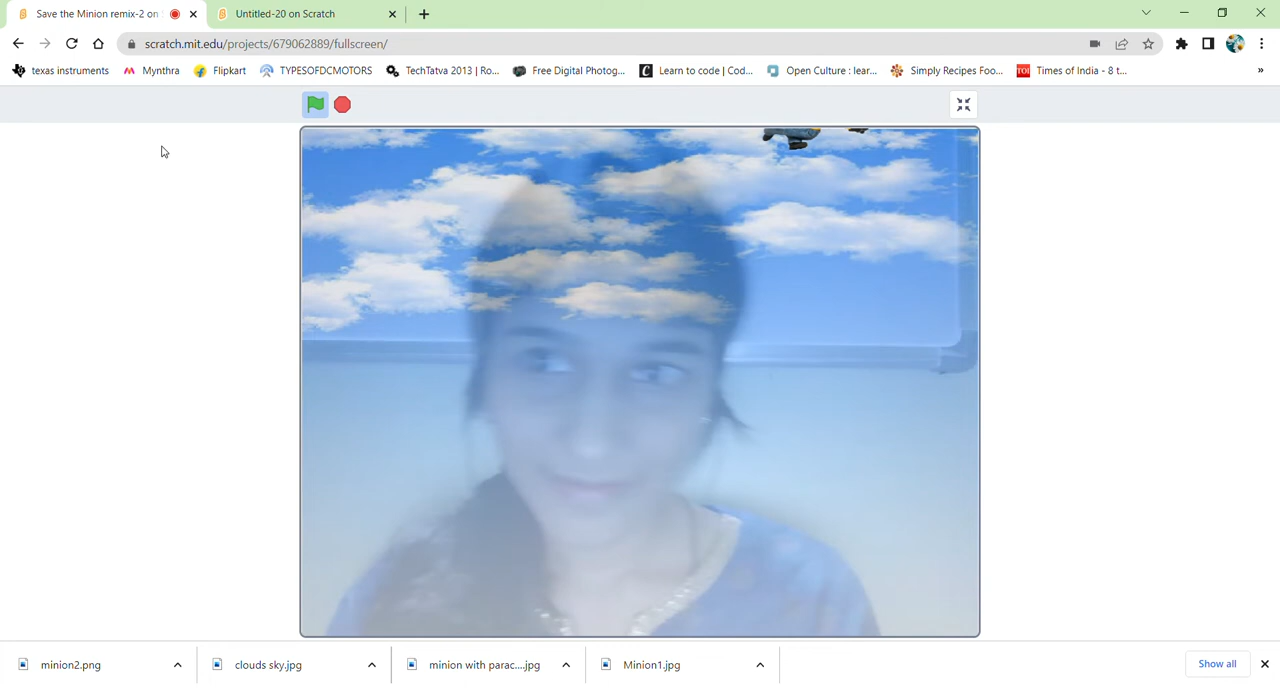 Save the Minion remix-2 on
Untitled-20 on Scratch
scratch.mit.edu/projects/679062889/fullscreen/
texas instruments
Mynthra
Flipkart
TYPESOFDCMOTORS
TechTatva 2013 | Ro...
Free Digital Photog...
Learn to code | Cod...
Open Culture : lear...
Simply Recipes Foo...
TOI
Times of India - 8 t...
»
minion2.png
clouds sky.jpg
minion with parac....jpg
Minion1.jpg
Show all